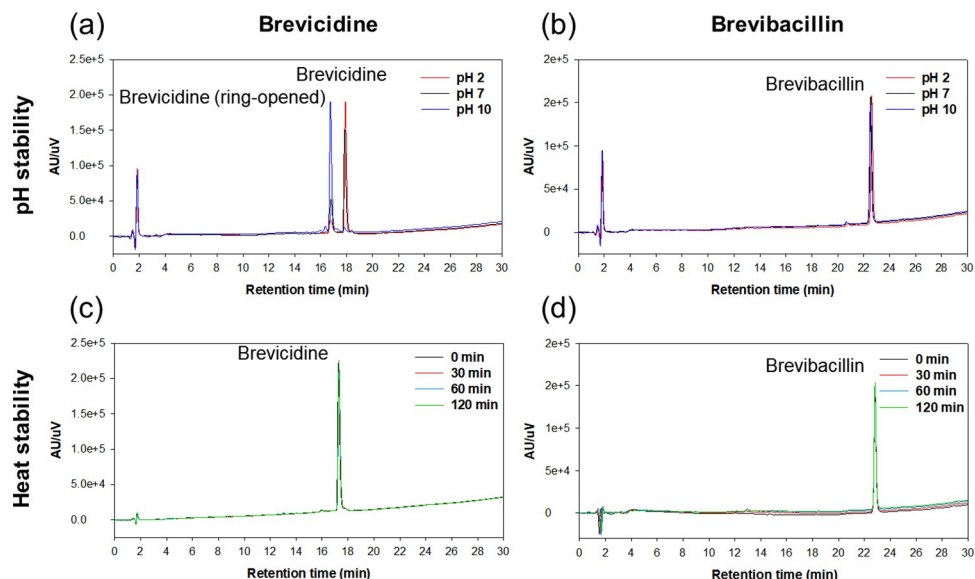 (a)
Brevicidine
(b)
Brevibacillin
pH stability
2.5e+5
2.0e+5
1.5e+5
1.0e+5
5.0e+4
0.0
AU/uV
Brevicidine
Brevicidine (ring-opened)
pH 2
pH 7
pH 10
0 2 4 6 8 10 12 14 16 18 20 22 24 26 28 30
Retention time (min)
2e+5
2e+5
1e+5
5e+4
0
AU/uV
Brevibacillin
pH 2
pH 7
pH 10
0 2 4 6 8 10 12 14 16 18 20 22 24 26 28 30
Retention time (min)
Heat stability
(c)
2.5e+5
2.0e+5
1.5e+5
1.0e+5
5.0e+4
0.0
AU/uV
Brevicidine
0 min
30 min
60 min
120 min
0 2 4 6 8 10 12 14 16 18 20 22 24 26 28 30
Retention time (min)
(d)
2e+5
2e+5
1e+5
5e+4
0
AU/uV
Brevibacillin
0 min
30 min
60 min
120 min
0 2 4 6 8 10 12 14 16 18 20 22 24 26 28 30
Retention time (min)